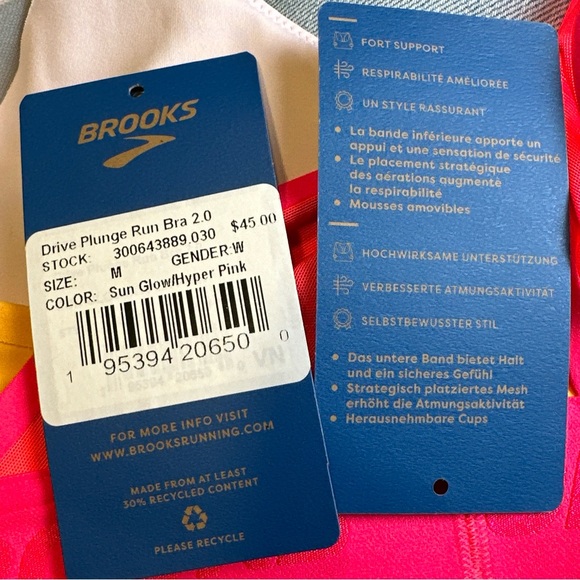 BROOKS
Drive Plunge Run Bra 2.0
STOCK: 300643889.030 $45.00
SIZE: M GENDER:W
COLOR: Sun Glow/Hyper Pink
1 95394 20650 0
FOR MORE INFO VISIT
WWW.BROOKSRUNNING.COM
MADE FROM AT LEAST
30% RECYCLED CONTENT
PLEASE RECYCLE
FORT SUPPORT
RESPIRABILITÉ AMÉLIORÉE
UN STYLE RASSURANT
• La bande inférieure apporte un
appui et une sensation de sécurité
• Le placement stratégique
des aérations augmente
la respirabilité
• Mousses amovibles
HOCHWIRKSAME UNTERSTÜTZUNG
VERBESSERTE ATMUNGSAKTIVITÄT
SELBSTBEWUSSTER STIL
• Das untere Band bietet Halt
und ein sicheres Gefühl
• Strategisch platziertes Mesh
erhöht die Atmungsaktivität
• Herausnehmbare Cups